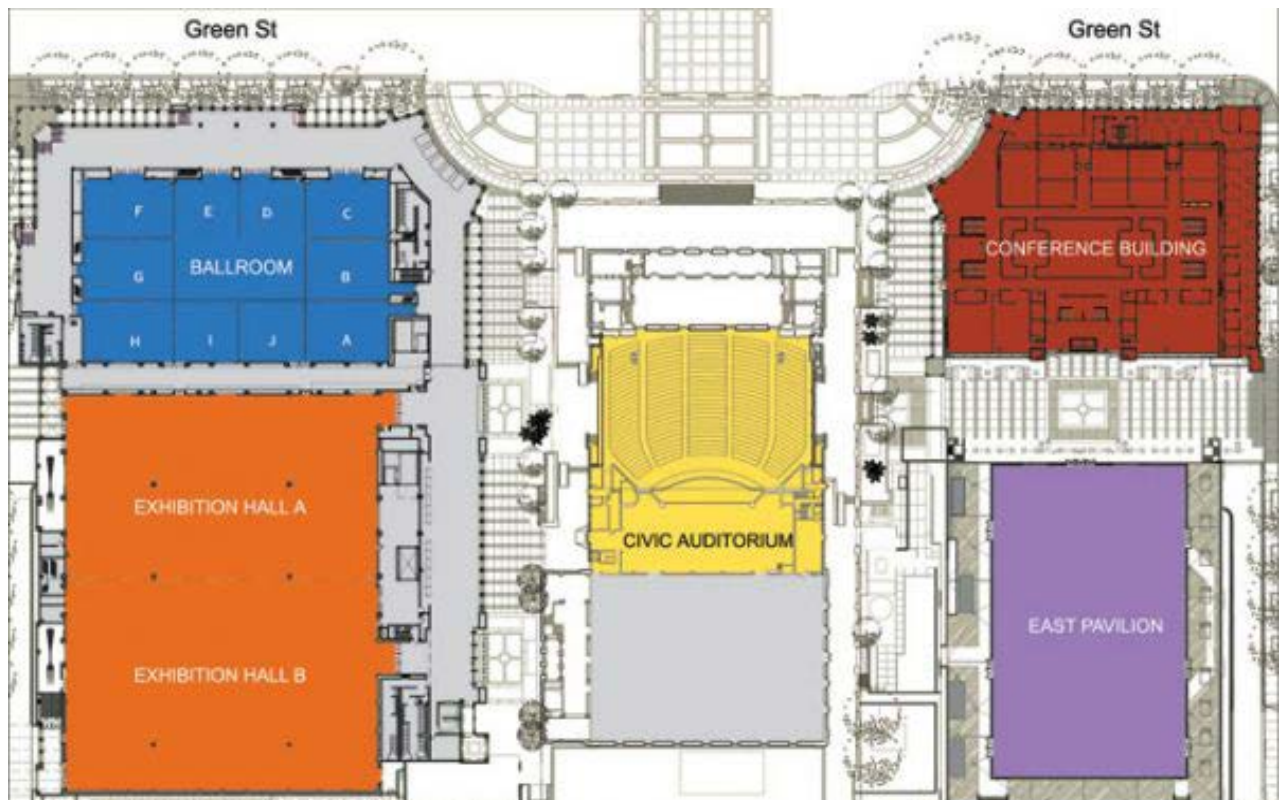 Green St
Green St
F E D C
G BALLROOM B
H I J A
CONFERENCE BUILDING
EXHIBITION HALL A
CIVIC AUDITORIUM
EAST PAVILION
EXHIBITION HALL B